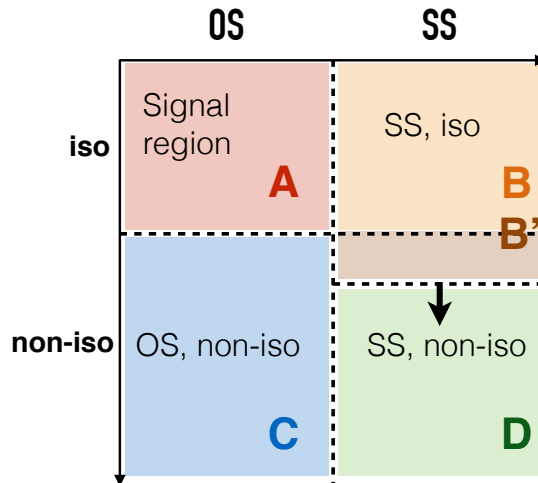 OS SS
Signal
region
SS, iso
iso
A
B
B’
non-iso
OS, non-iso
SS, non-iso
C
D